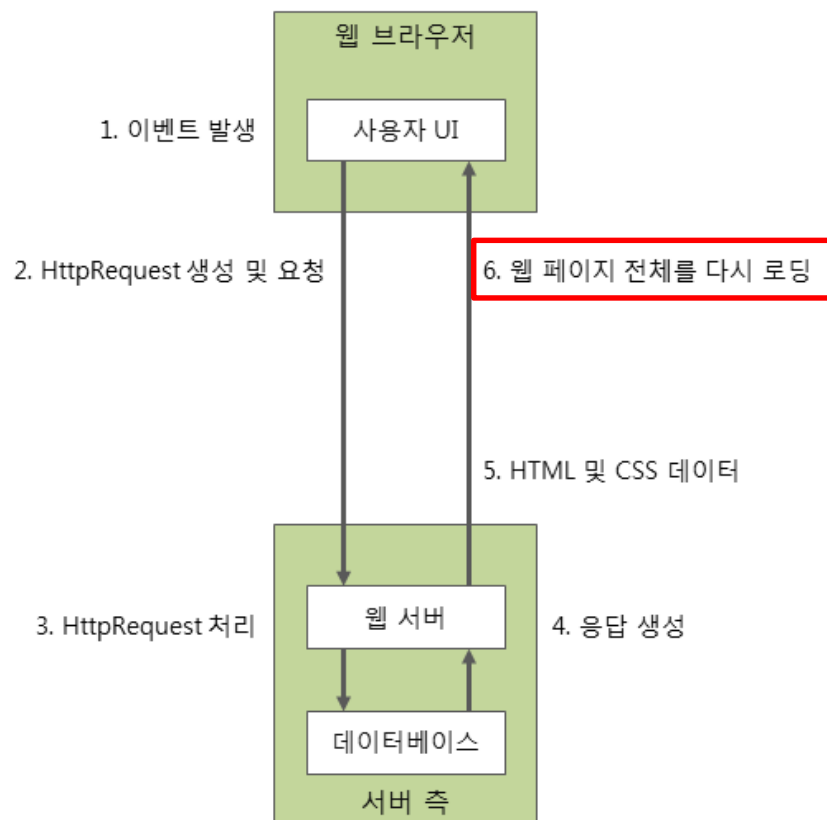 웹 브라우저
1. 이벤트 발생
사용자 UI
2. HttpRequest 생성 및 요청
6. 웹 페이지 전체를 다시 로딩
5. HTML 및 CSS 데이터
3. HttpRequest 처리
웹 서버
4. 응답 생성
데이터베이스
서버 측